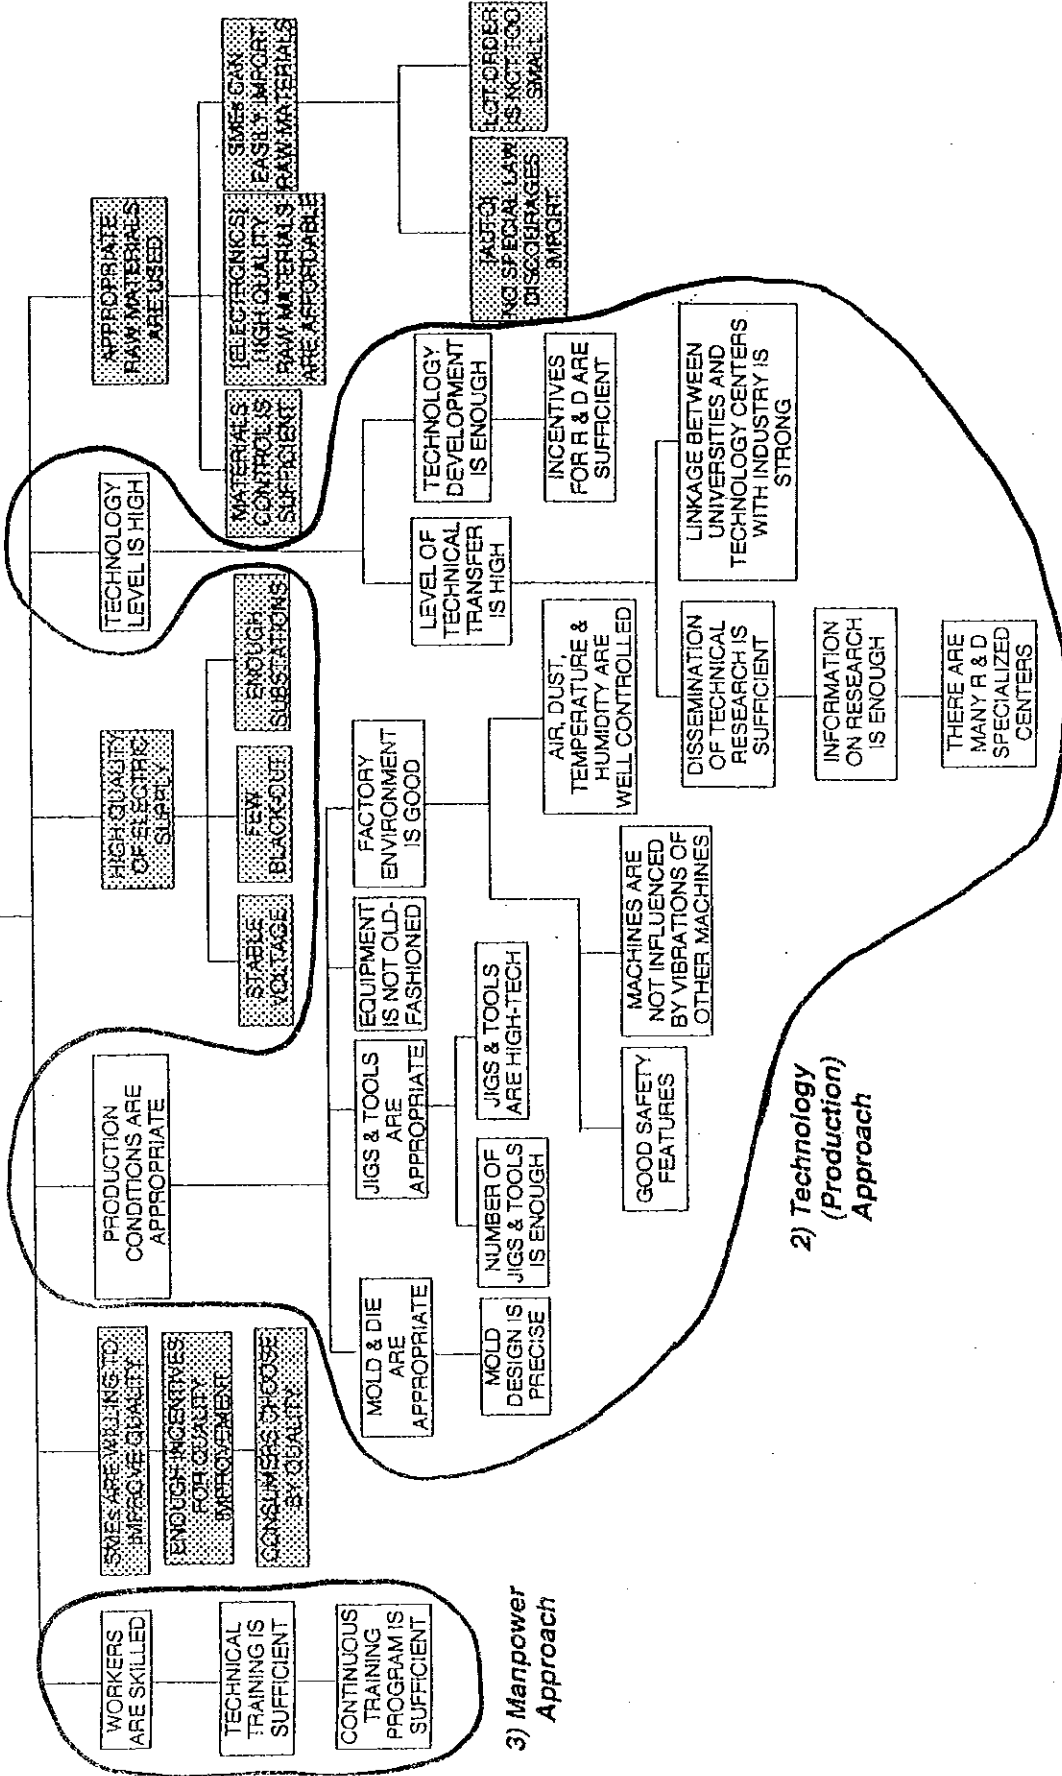 WORKERS
ARE SKILLED
TECHNICAL
TRAINING IS
SUFFICIENT
CONTINUOUS
TRAINING
PROGRAM IS
SUFFICIENT
3) Manpower
Approach
SMEs ARE WILLING TO
IMPROVE QUALITY
ENOUGH INCENTIVES
FOR QUALITY
IMPROVEMENT
CONSUMERS CHOOSE
BY QUALITY
PRODUCTION
CONDITIONS ARE
APPROPRIATE
MOLD & DIE
ARE
APPROPRIATE
MOLD
DESIGN IS
PRECISE
JIGS & TOOLS
ARE
APPROPRIATE
NUMBER OF
JIGS & TOOLS
IS ENOUGH
JIGS & TOOLS
ARE HIGH-TECH
EQUIPMENT
IS NOT OLD-
FASHIONED
FACTORY
ENVIRONMENT
IS GOOD
GOOD SAFETY
FEATURES
MACHINES ARE
NOT INFLUENCED
BY VIBRATIONS OF
OTHER MACHINES
AIR, DUST,
TEMPERATURE &
HUMIDITY ARE
WELL CONTROLLED
2) Technology
(Production)
Approach
HIGH QUALITY
OF ELECTRIC
SUPPLY
STABLE
VOLTAGE
FEW
BLACK-OUT
ENOUGH
SUBSTATIONS
TECHNOLOGY
LEVEL IS HIGH
LEVEL OF
TECHNICAL
TRANSFER
IS HIGH
DISSEMINATION
OF TECHNICAL
RESEARCH IS
SUFFICIENT
INFORMATION
ON RESEARCH
IS ENOUGH
THERE ARE
MANY R & D
SPECIALIZED
CENTERS
LINKAGE BETWEEN
UNIVERSITIES AND
TECHNOLOGY CENTERS
WITH INDUSTRY IS
STRONG
TECHNOLOGY
DEVELOPMENT
IS ENOUGH
INCENTIVES
FOR R & D ARE
SUFFICIENT
APPROPRIATE
RAW MATERIALS
ARE USED
MATERIALS
CONTROL IS
SUFFICIENT
[ELECTRONICS]
HIGH QUALITY
RAW MATERIALS
ARE AFFORDABLE
SMEs CAN
EASILY IMPORT
RAW MATERIALS
[AUTO]
NO SPECIAL LAW
DISCOURAGES
IMPORT
LOT ORDER
IS NOT TOO
SMALL